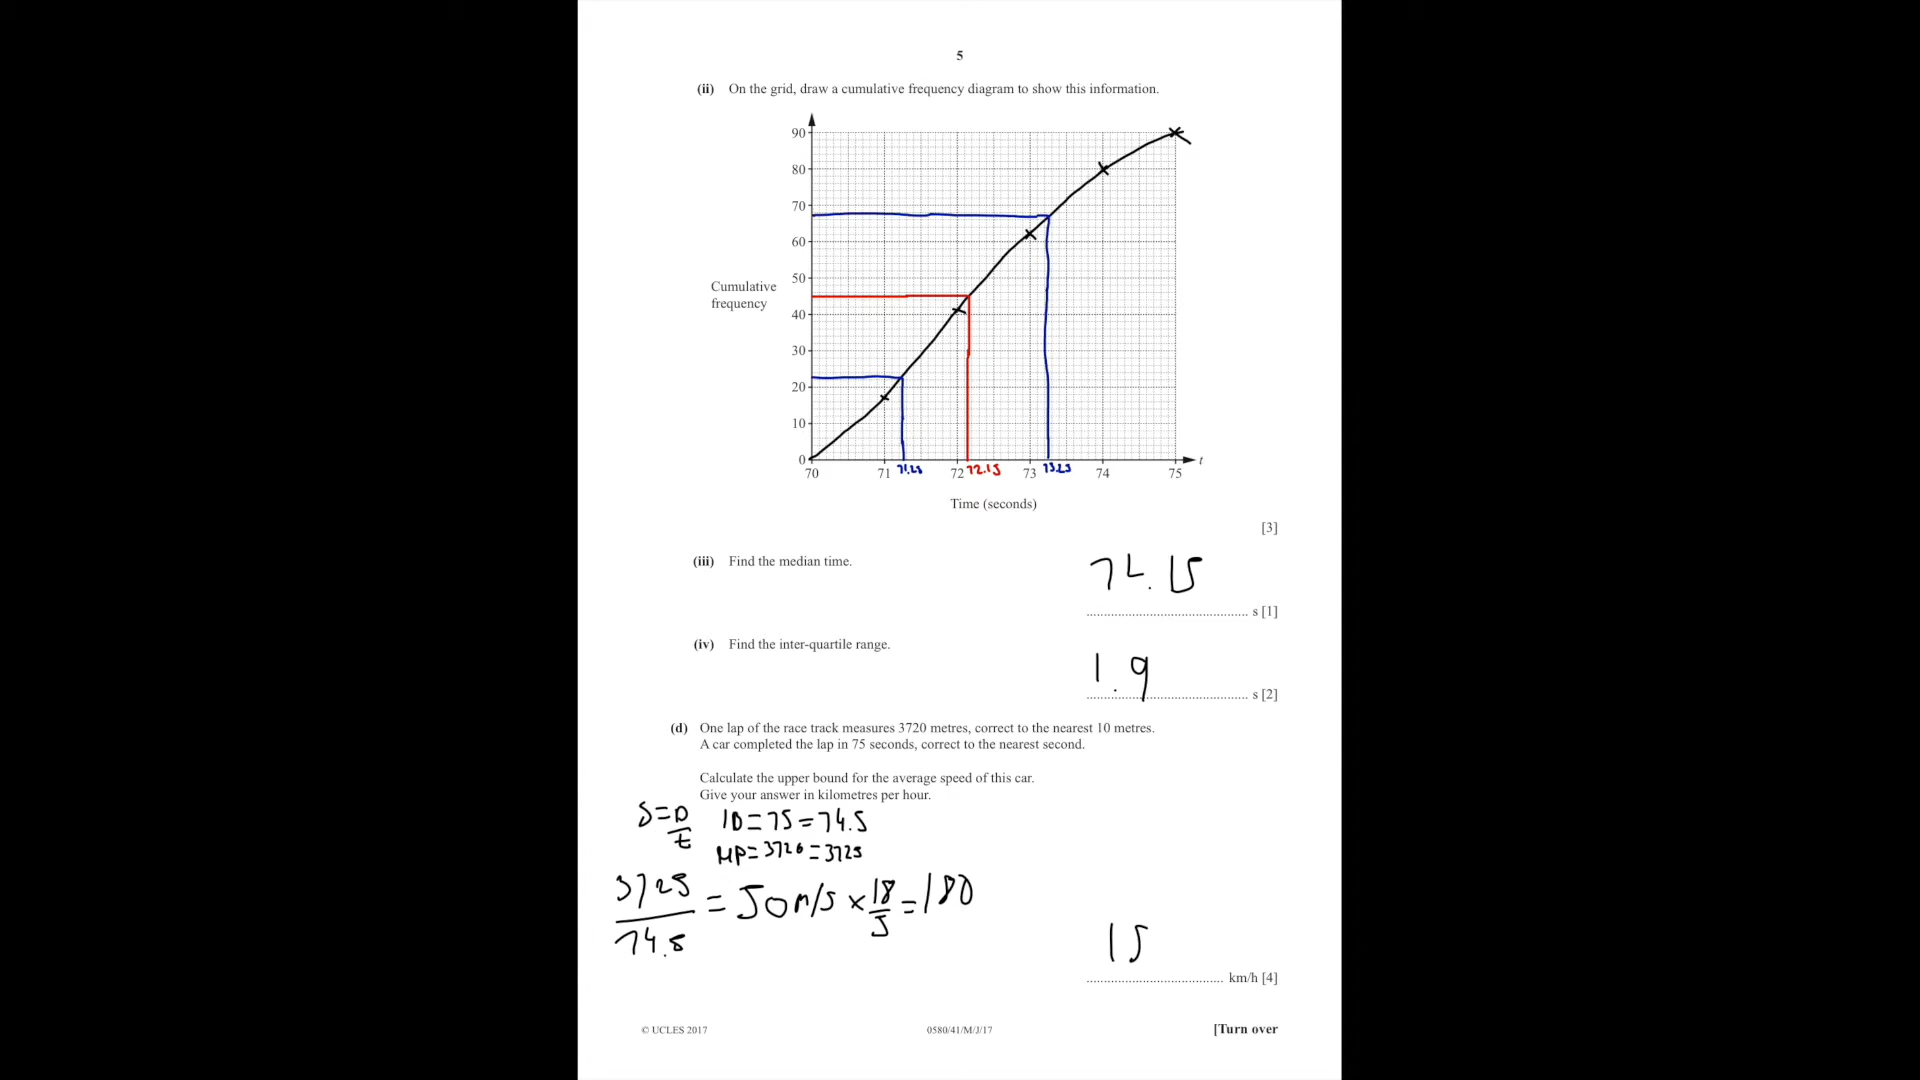 5
(ii) On the grid, draw a cumulative frequency diagram to show this information.
90
80
70
60
50
Cumulative
frequency
40
30
20
10
0
70 71 71.25 72 72.15 73 73.25 74 75 t
Time (seconds)
[3]
(iii) Find the median time.
72.15
s [1]
(iv) Find the inter-quartile range.
1.9
s [2]
(d) One lap of the race track measures 3720 metres, correct to the nearest 10 metres.
A car completed the lap in 75 seconds, correct to the nearest second.
Calculate the upper bound for the average speed of this car.
Give your answer in kilometres per hour.
S=D/t
=75=74.5
=3720=3725
3725/74.5 = 50m/s × 18/5 = 180
15
km/h [4]
© UCLES 2017 0580/41/M/J/17 [Turn over